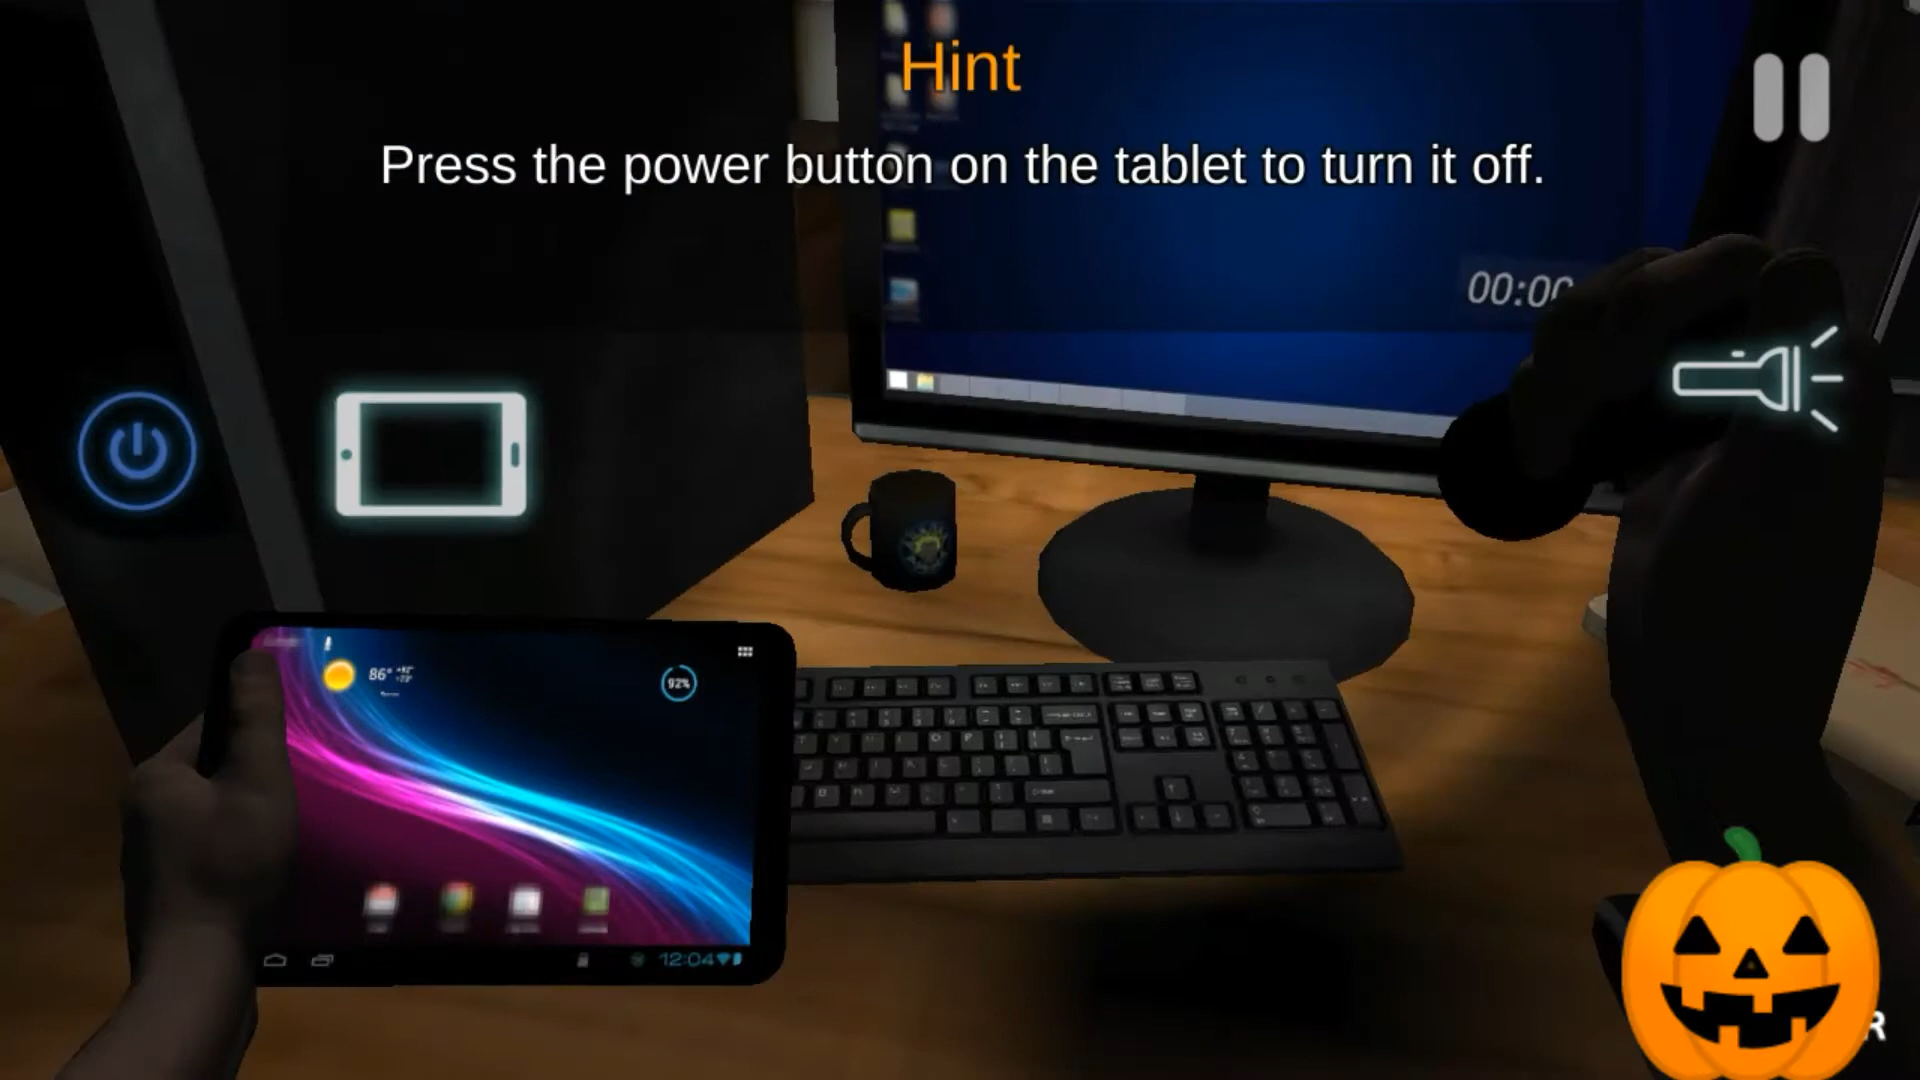 Hint
Press the power button on the tablet to turn it off.
00:00
86°
92%
12:04
R